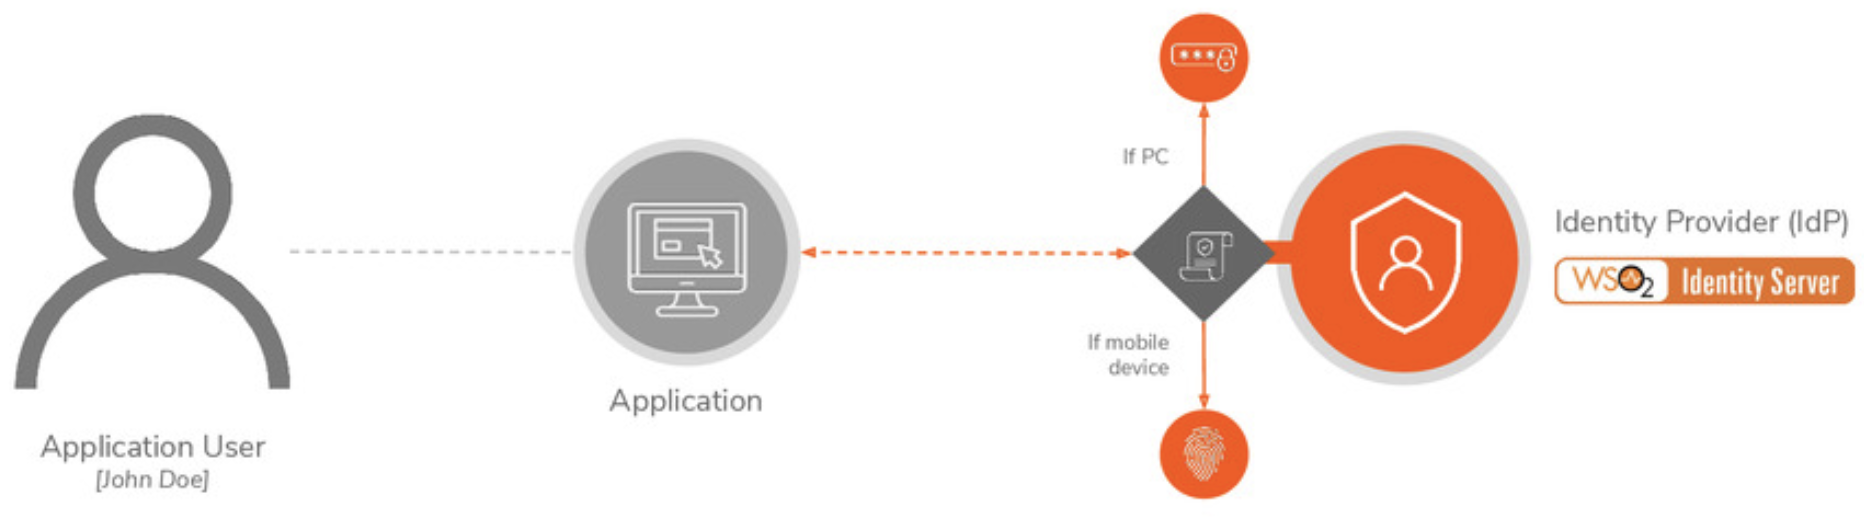 If PC
Identity Provider (IdP)
WSO2 Identity Server
If mobile
device
Application
Application User
[John Doe]